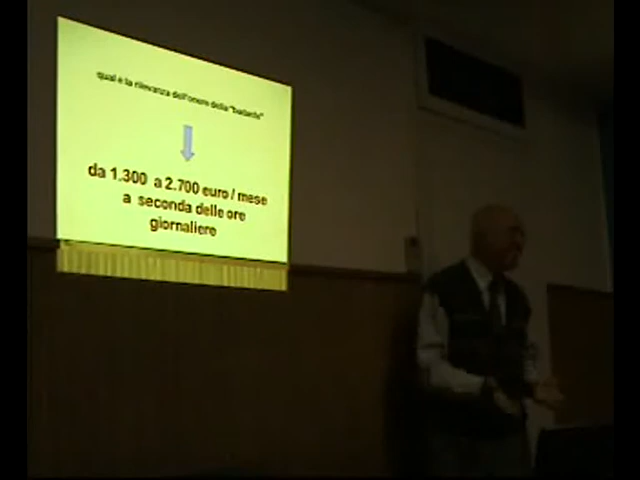 qual è la rilevanza dell'onere della "badante"
da 1.300 a 2.700 euro / mese
a seconda delle ore
giornaliere